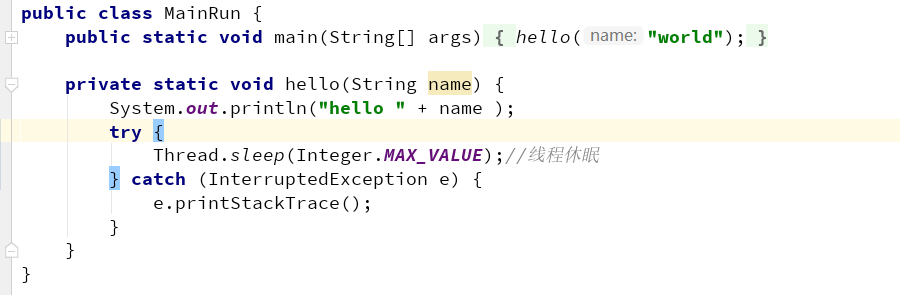 public class MainRun {
public static void main(String[] args) { hello( name: "world"); }
private static void hello(String name) {
System.out.println("hello " + name );
try {
Thread.sleep(Integer.MAX_VALUE);//线程休眠
} catch (InterruptedException e) {
e.printStackTrace();
}
}
}